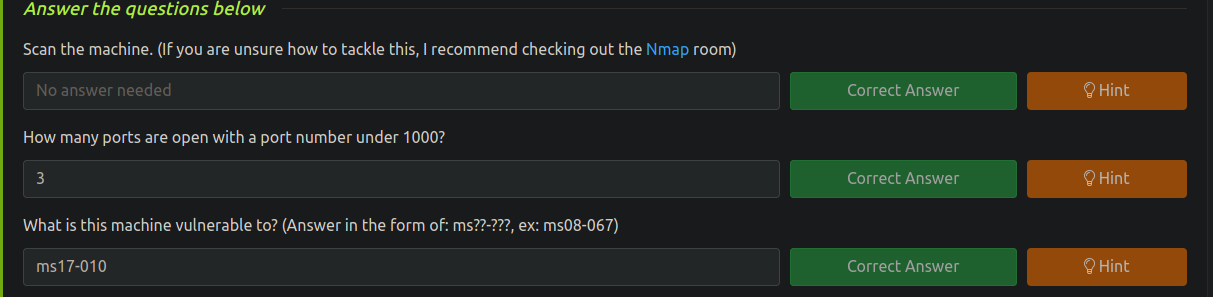 Answer the questions below
Scan the machine. (If you are unsure how to tackle this, I recommend checking out the Nmap room)
No answer needed Correct Answer Hint
How many ports are open with a port number under 1000?
3 Correct Answer Hint
What is this machine vulnerable to? (Answer in the form of: ms??-???, ex: ms08-067)
ms17-010 Correct Answer Hint